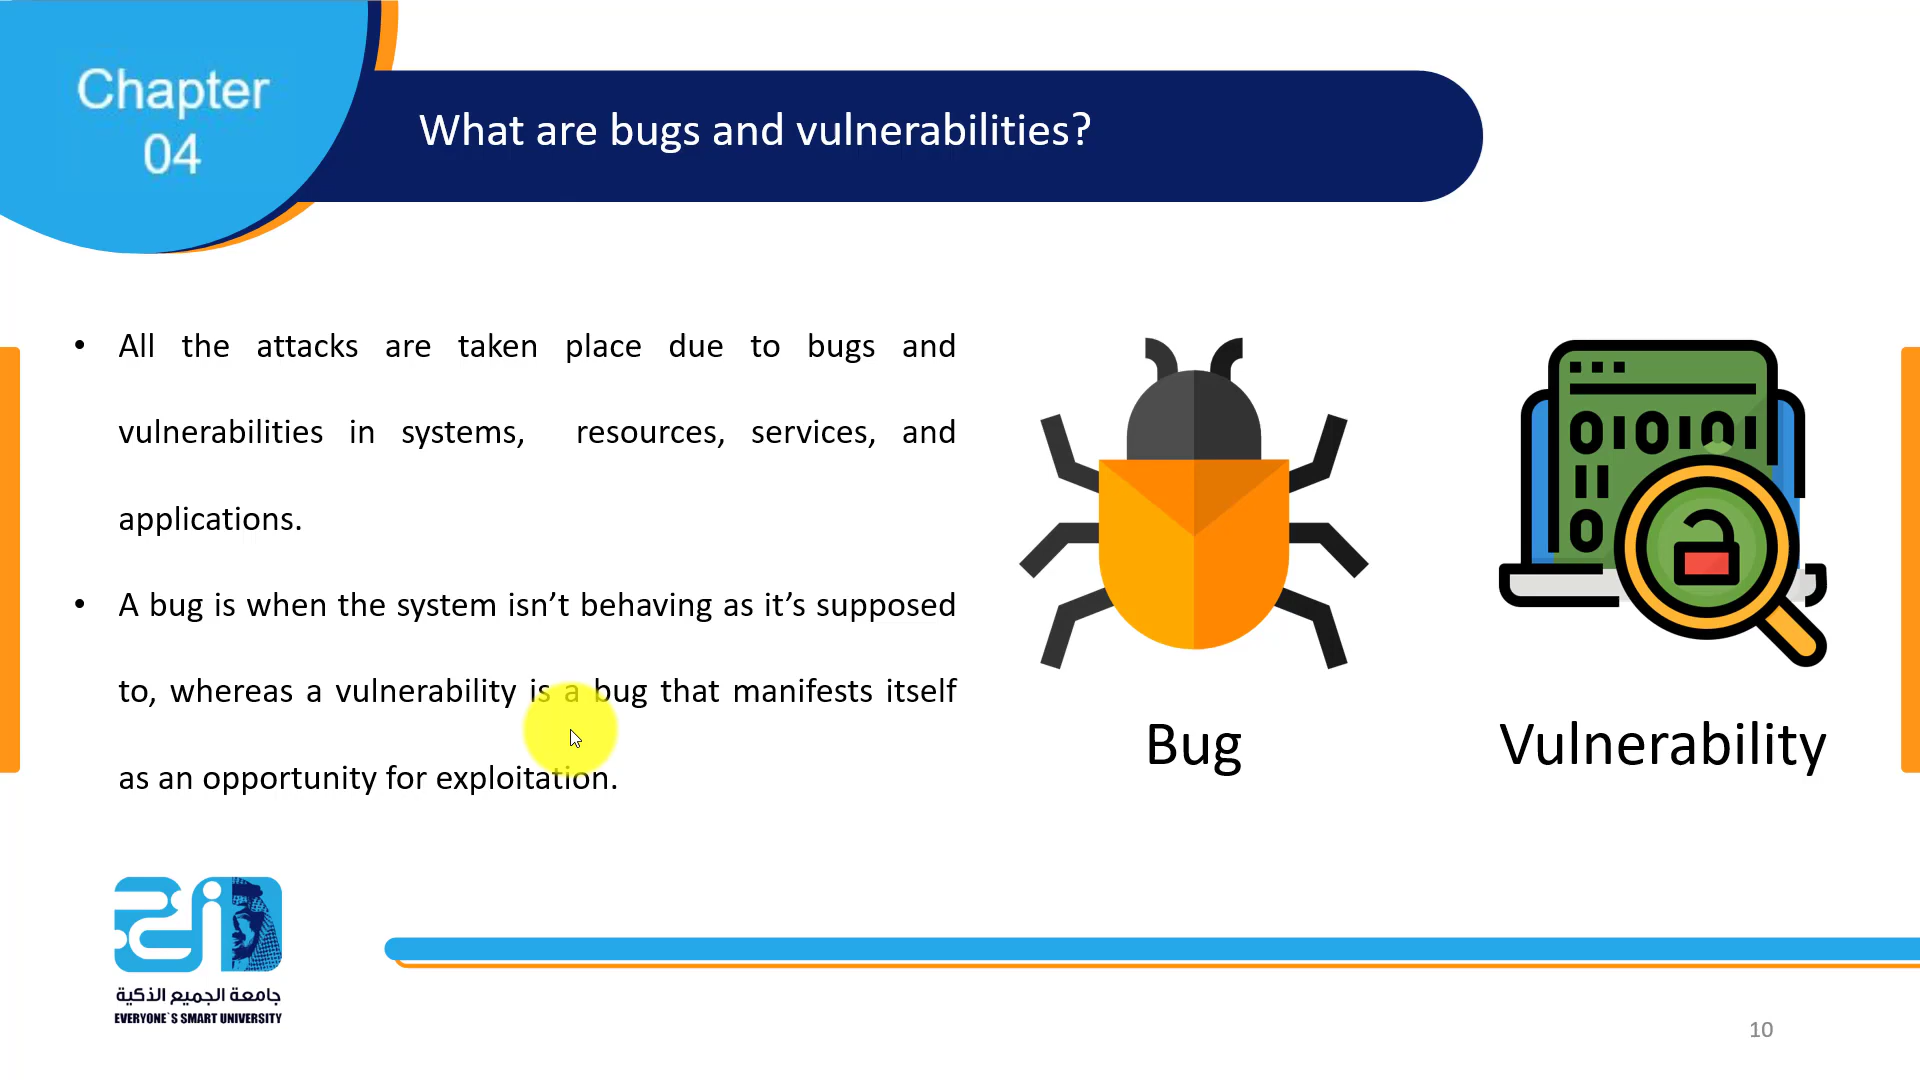 Chapter
04
What are bugs and vulnerabilities?
• All the attacks are taken place due to bugs and
vulnerabilities in systems, resources, services, and
applications.
• A bug is when the system isn’t behaving as it’s supposed
to, whereas a vulnerability is a bug that manifests itself
as an opportunity for exploitation.
010101
11
0
Bug
Vulnerability
جامعة الجميع الذكية
EVERYONE`S SMART UNIVERSITY
10